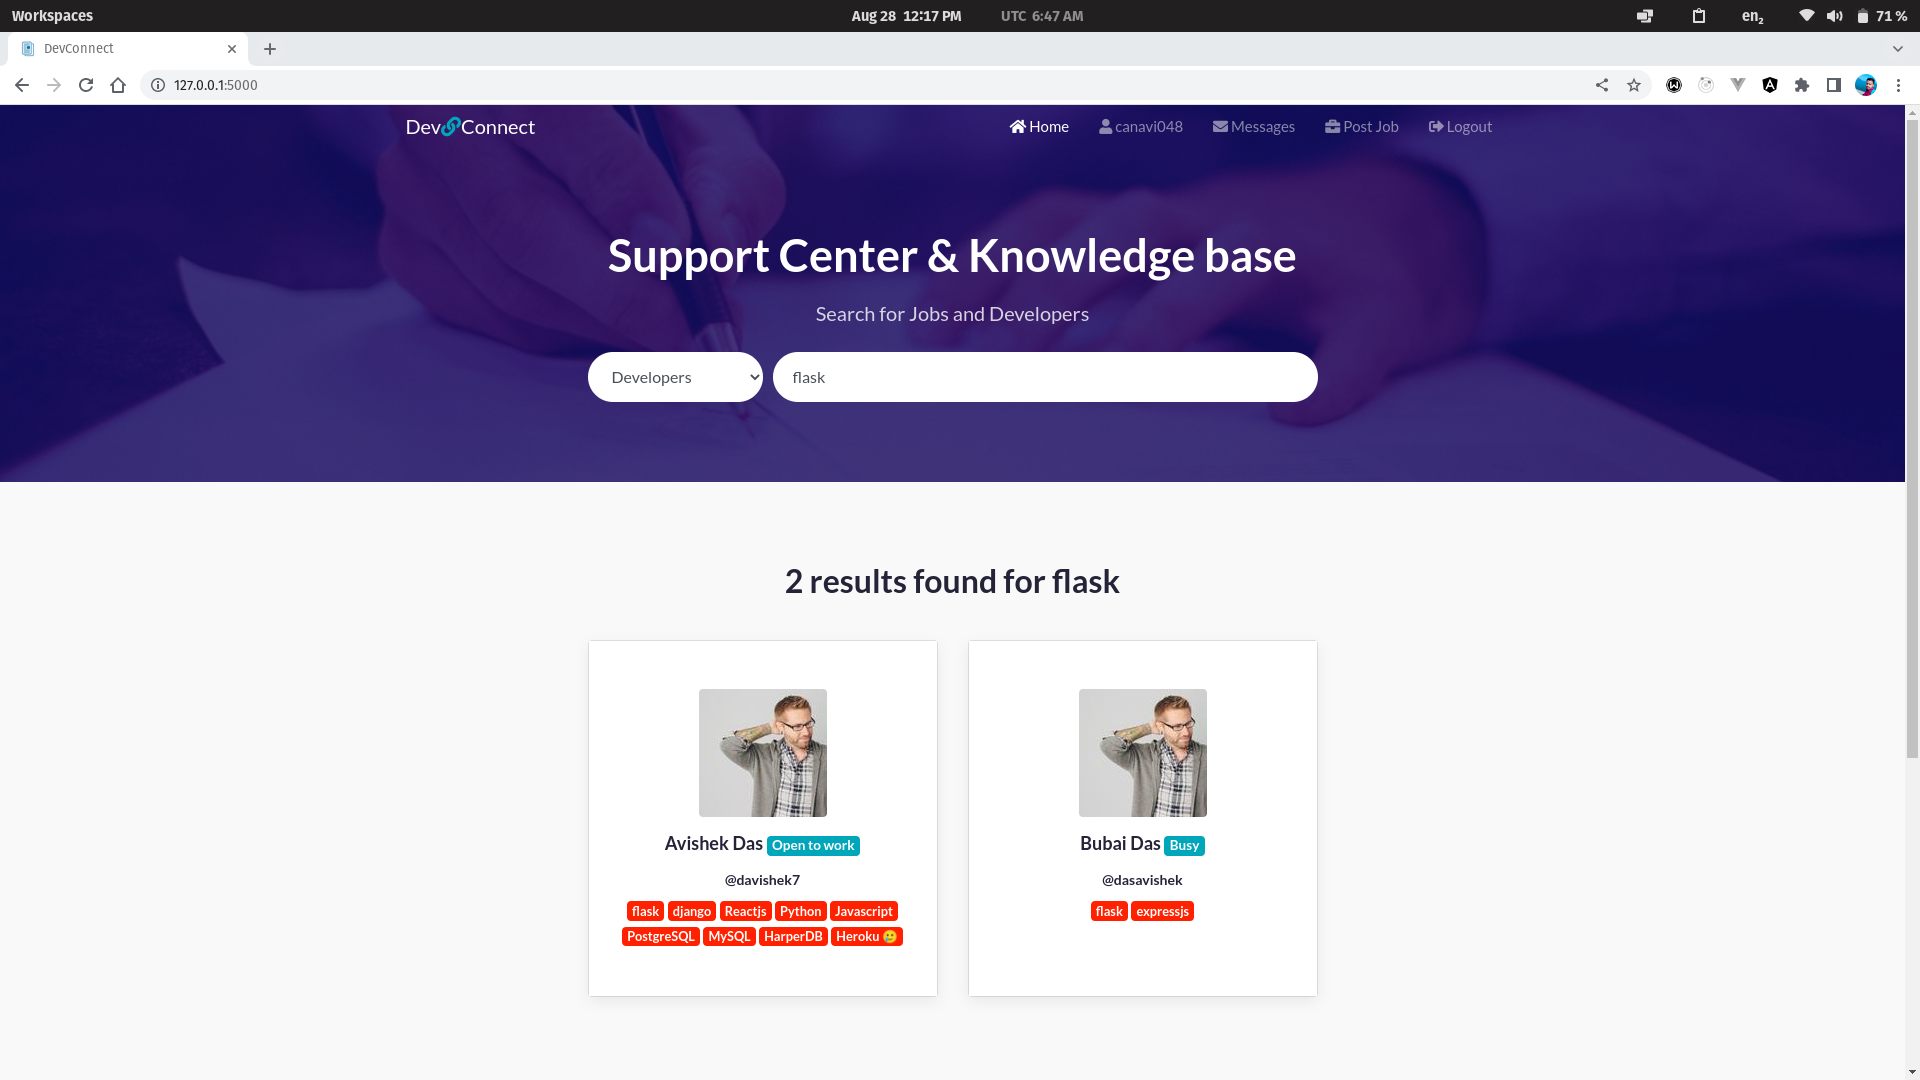 Workspaces Aug 28 12:17 PM UTC 6:47 AM en₂ 71 %
DevConnect
127.0.0.1:5000
DevConnect Home canavi048 Messages Post Job Logout
Support Center & Knowledge base
Search for Jobs and Developers
Developers flask
2 results found for flask
Avishek Das Open to work
@davishek7
flask django Reactjs Python Javascript
PostgreSQL MySQL HarperDB Heroku 🥲
Bubai Das Busy
@dasavishek
flask expressjs